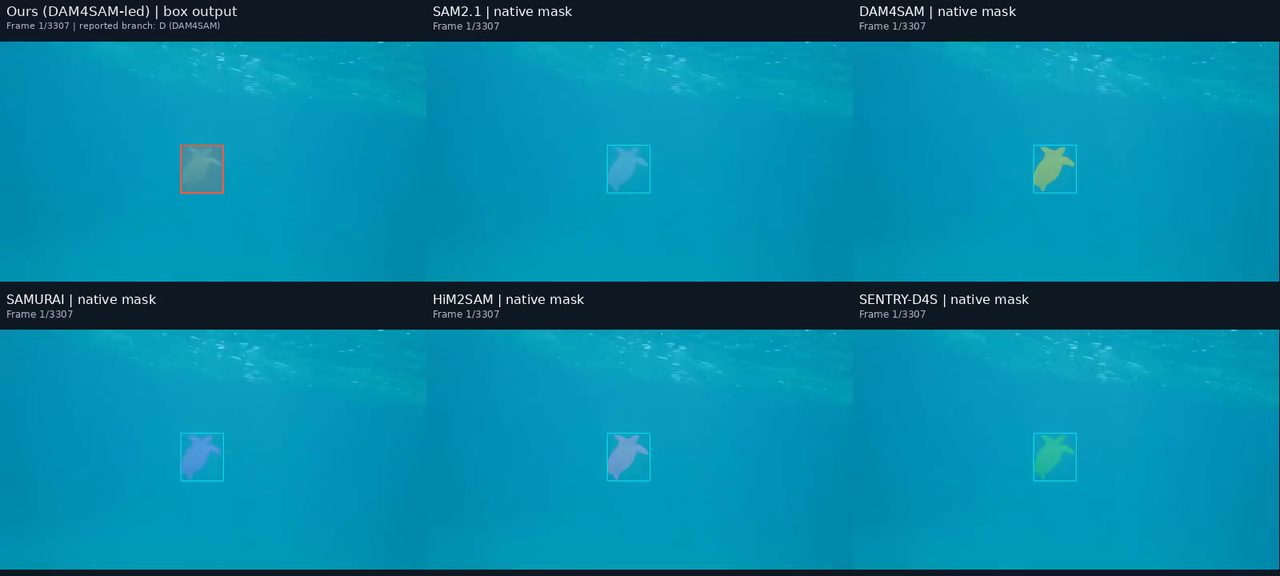 Ours (DAM4SAM-led) | box output
Frame 1/3307 | reported branch: D (DAM4SAM)
SAM2.1 | native mask
Frame 1/3307
DAM4SAM | native mask
Frame 1/3307
SAMURAI | native mask
Frame 1/3307
HiM2SAM | native mask
Frame 1/3307
SENTRY-D4S | native mask
Frame 1/3307